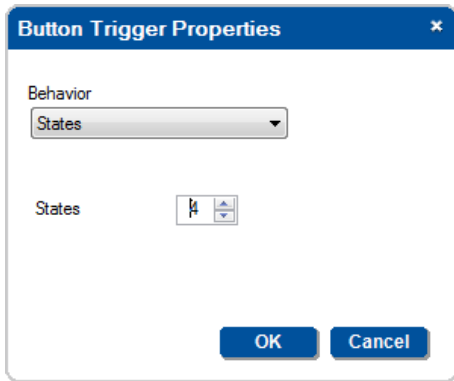 Button Trigger Properties
Behavior
States
States 4
OK Cancel